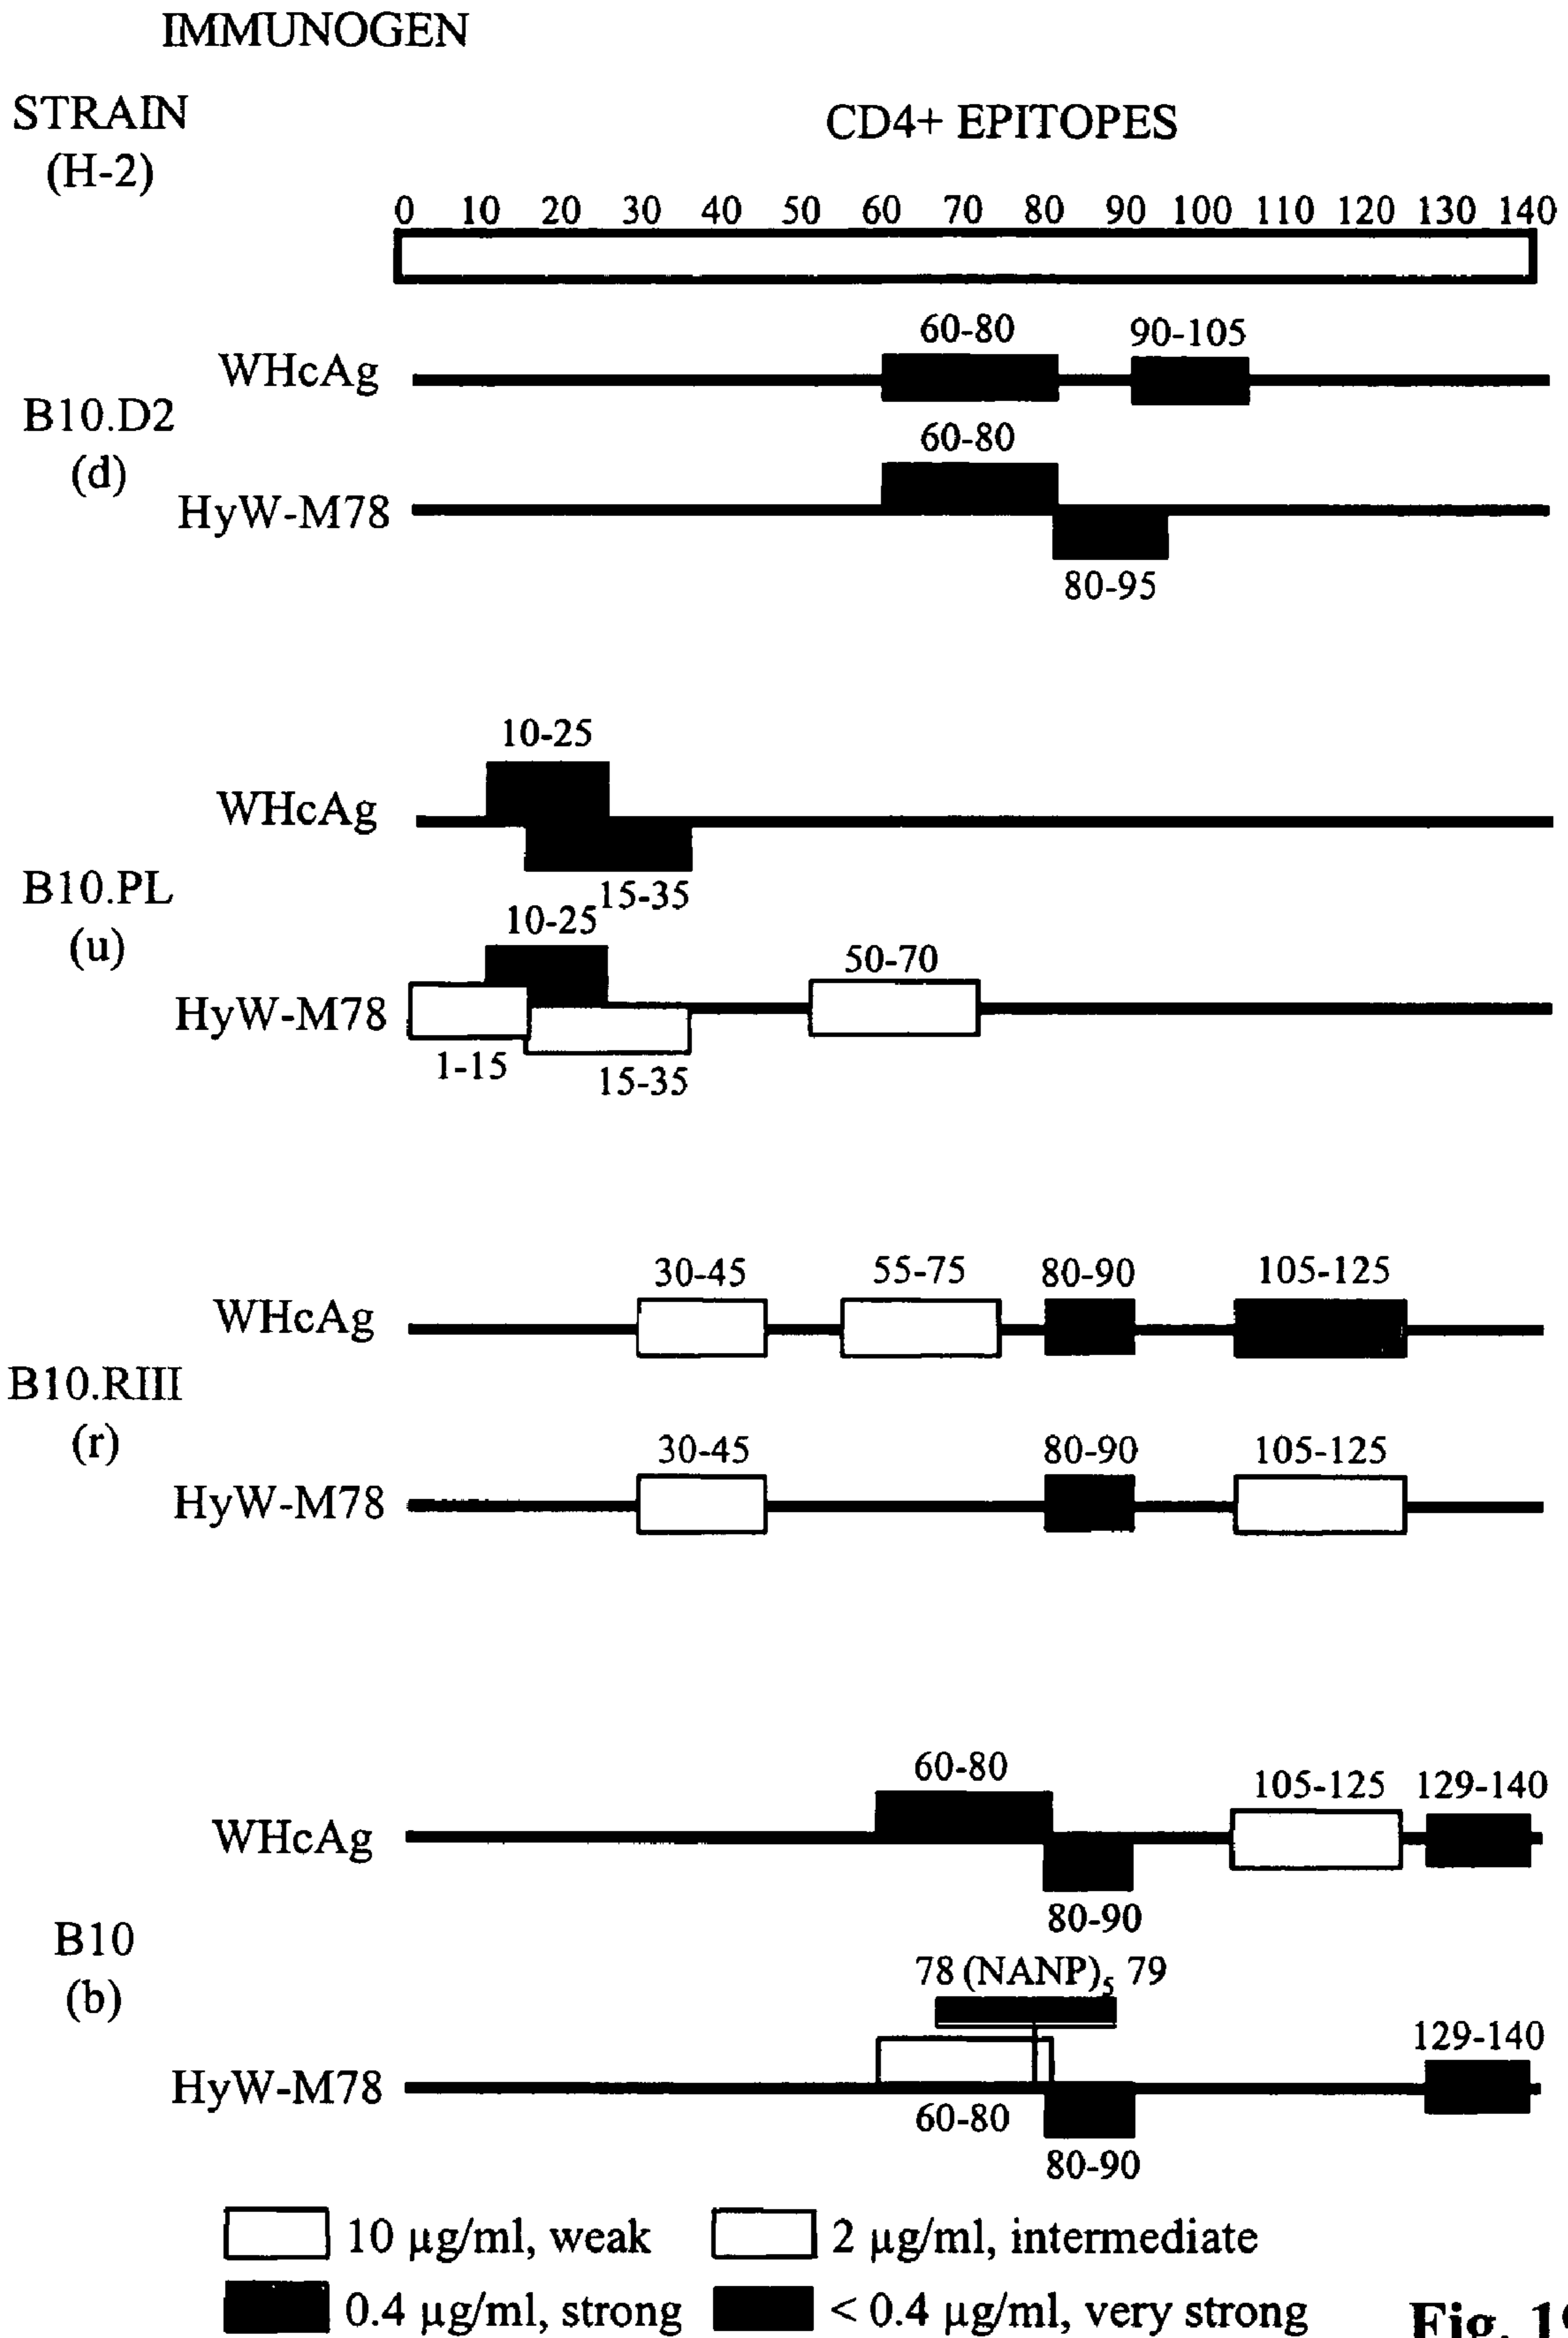 IMMUNOGEN
STRAIN
(H-2)
CD4+ EPITOPES
0 10 20 30 40 50 60 70 80 90 100 110 120 130 140
60-80 90-105
WHcAg
B10.D2
(d)
60-80
HyW-M78
80-95
10-25
WHcAg
15-35
B10.PL
(u)
10-25
50-70
HyW-M78
1-15
15-35
30-45 55-75 80-90 105-125
WHcAg
B10.RIII
(r)
30-45 80-90 105-125
HyW-M78
60-80 105-125 129-140
WHcAg
80-90
B10
(b)
78 (NANP)5 79
129-140
HyW-M78
60-80
80-90
10 µg/ml, weak 2 µg/ml, intermediate
0.4 µg/ml, strong < 0.4 µg/ml, very strong
Fig.